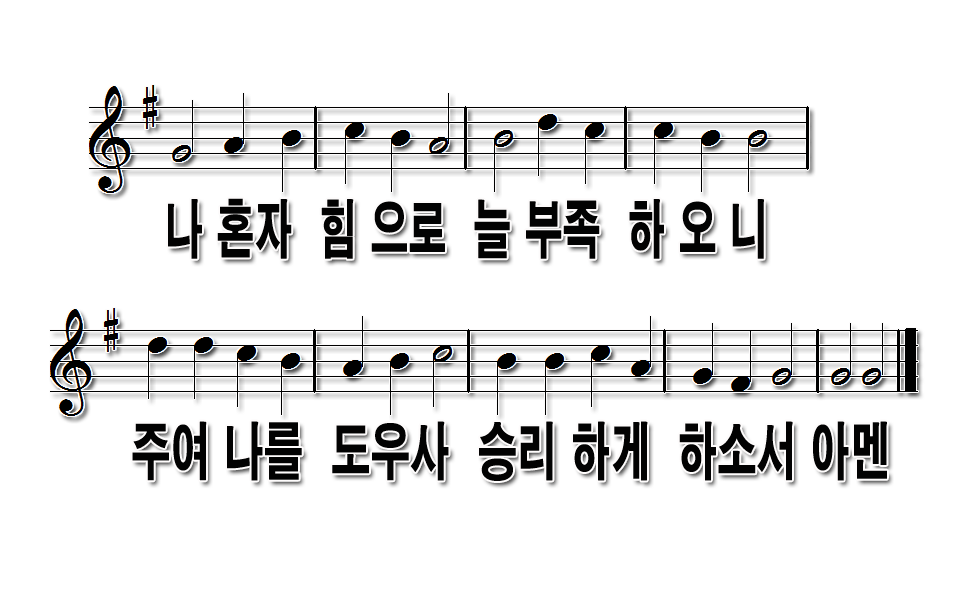 나 혼자 힘 으로 늘 부족 하 오 니
주여 나를 도우사 승리 하게 하소서 아멘